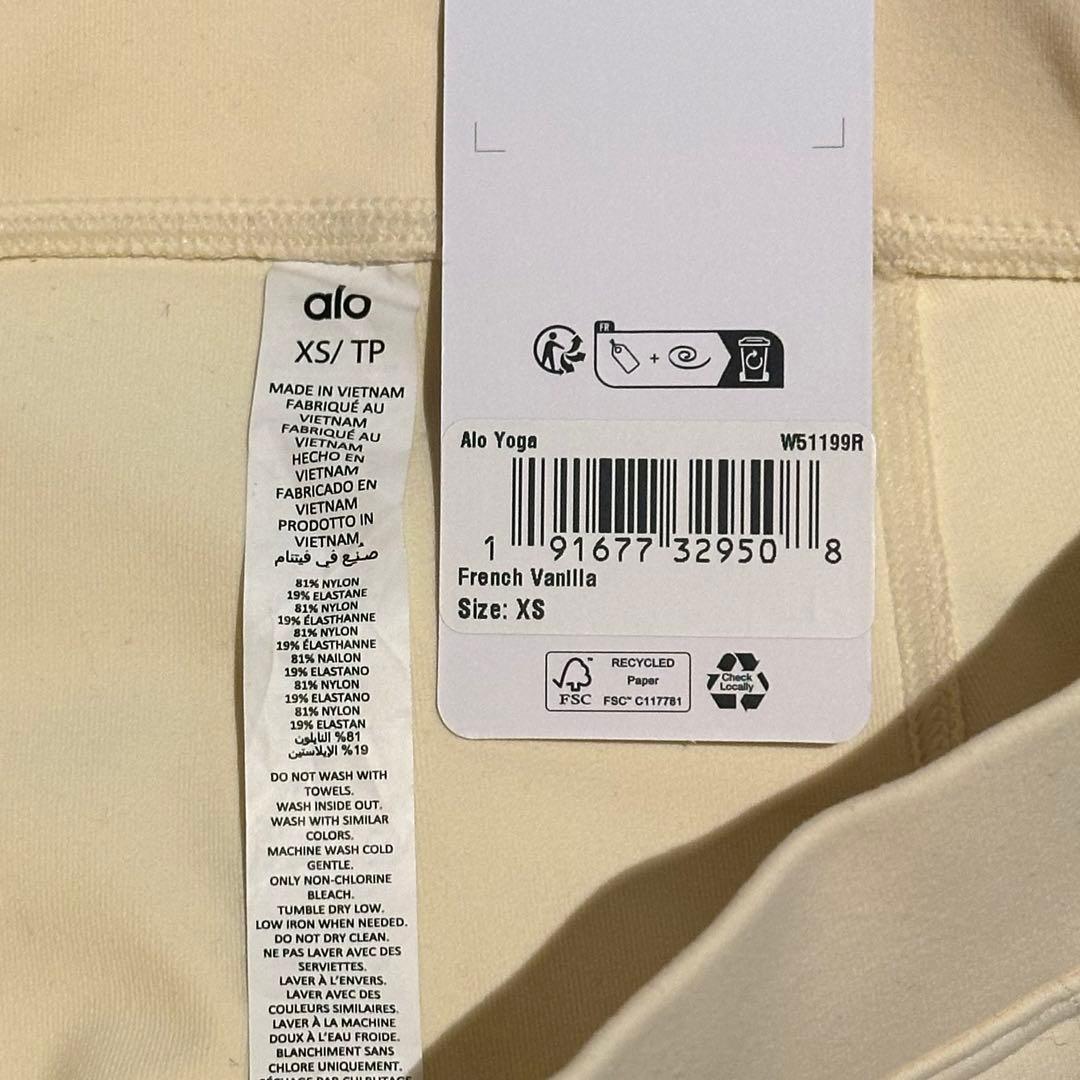 alo
XS/ TP
MADE IN VIETNAM
FABRIQUÉ AU
VIETNAM
FABRIQUÉ AU
VIETNAM
HECHO EN
VIETNAM
FABRICADO EN
VIETNAM
PRODOTTO IN
VIETNAM
صنع في فيتنام
81% NYLON
19% ELASTANE
81% NYLON
19% ÉLASTHANNE
81% NYLON
19% ÉLASTHANNE
81% NAILON
19% ELASTANO
81% NYLON
19% ELASTANO
81% NYLON
19% ELASTAN
81% النايلون
19% الإيلاستين
DO NOT WASH WITH
TOWELS.
WASH INSIDE OUT.
WASH WITH SIMILAR
COLORS.
MACHINE WASH COLD
GENTLE.
ONLY NON-CHLORINE
BLEACH.
TUMBLE DRY LOW.
LOW IRON WHEN NEEDED.
DO NOT DRY CLEAN.
NE PAS LAVER AVEC DES
SERVIETTES.
LAVER À L'ENVERS.
LAVER AVEC DES
COULEURS SIMILAIRES.
LAVER À LA MACHINE
DOUX À L'EAU FROIDE.
BLANCHIMENT SANS
CHLORE UNIQUEMENT.
FR
+
Alo Yoga W51199R
1 91677 32950 8
French Vanilla
Size: XS
FSC
RECYCLED
Paper
FSC™ C117781
Check
Locally